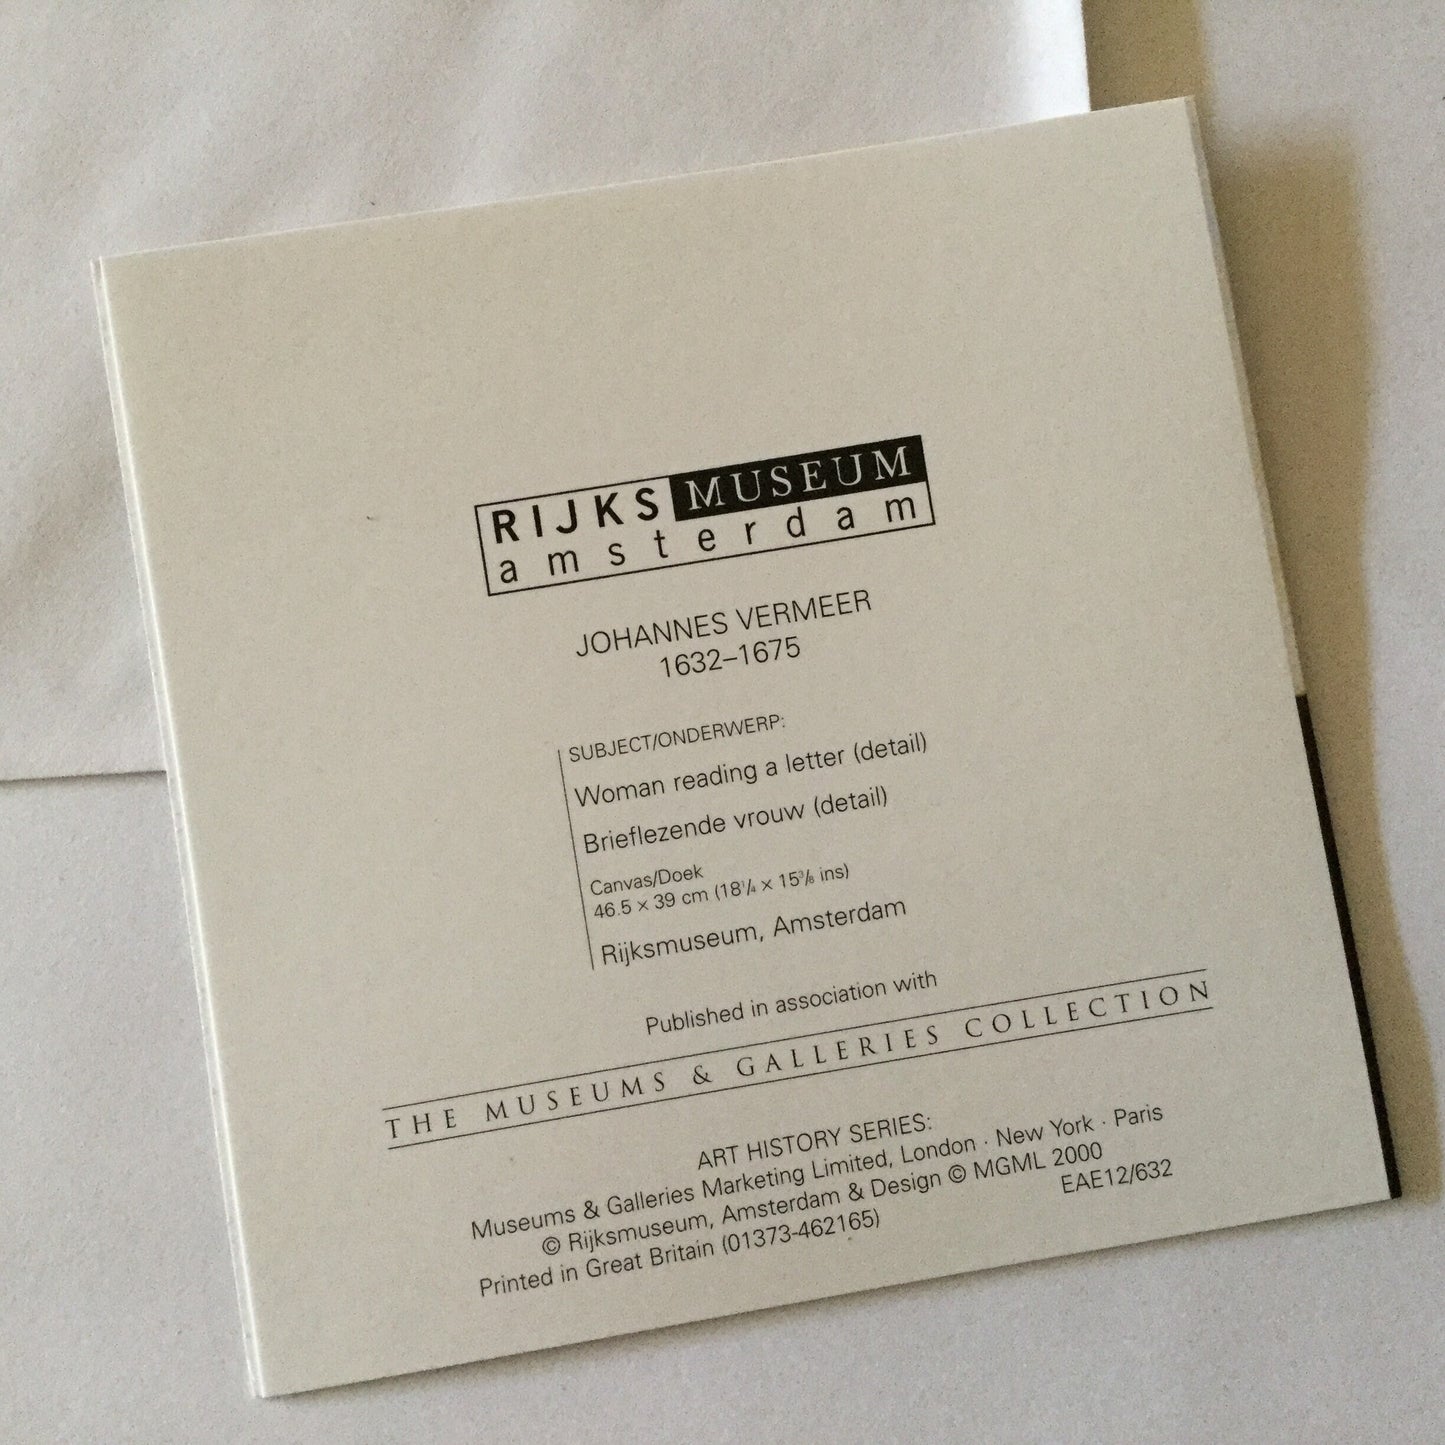 RIJKSMUSEUM
amsterdam
JOHANNES VERMEER
1632–1675
SUBJECT/ONDERWERP:
Woman reading a letter (detail)
Brieflezende vrouw (detail)
Canvas/Doek
46.5 × 39 cm (18¼ × 15⅜ ins)
Rijksmuseum, Amsterdam
Published in association with
THE MUSEUMS & GALLERIES COLLECTION
ART HISTORY SERIES:
Museums & Galleries Marketing Limited, London · New York · Paris
© Rijksmuseum, Amsterdam & Design © MGML 2000
Printed in Great Britain (01373-462165)
EAE12/632